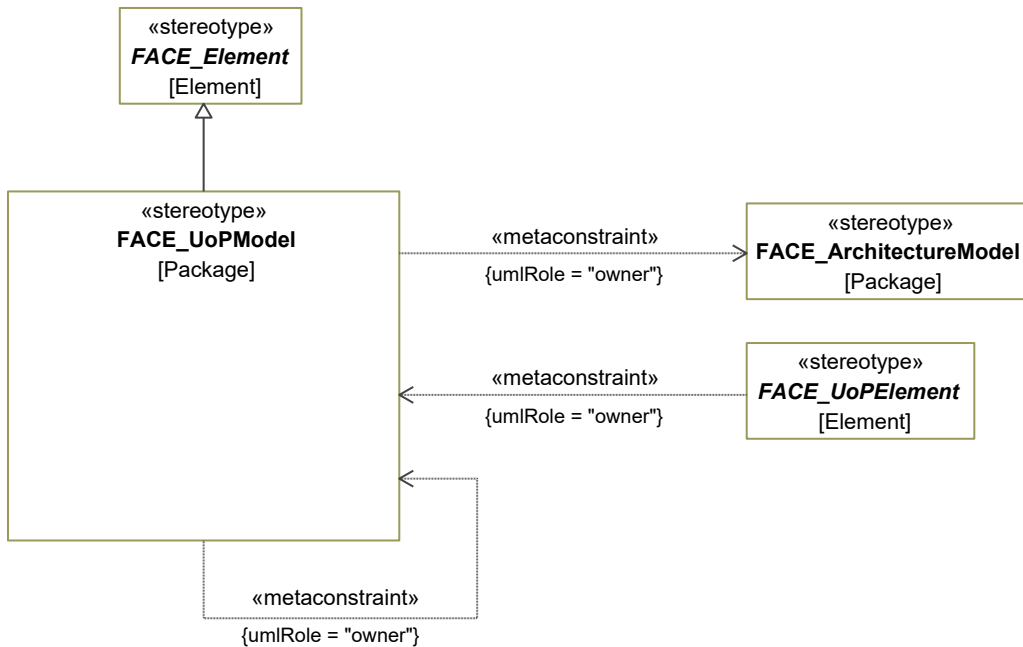 «stereotype»
FACE_Element
[Element]
«stereotype»
FACE_UoPModel
[Package]
«metaconstraint»
{umlRole = "owner"}
«stereotype»
FACE_ArchitectureModel
[Package]
«metaconstraint»
{umlRole = "owner"}
«stereotype»
FACE_UoPElement
[Element]
«metaconstraint»
{umlRole = "owner"}